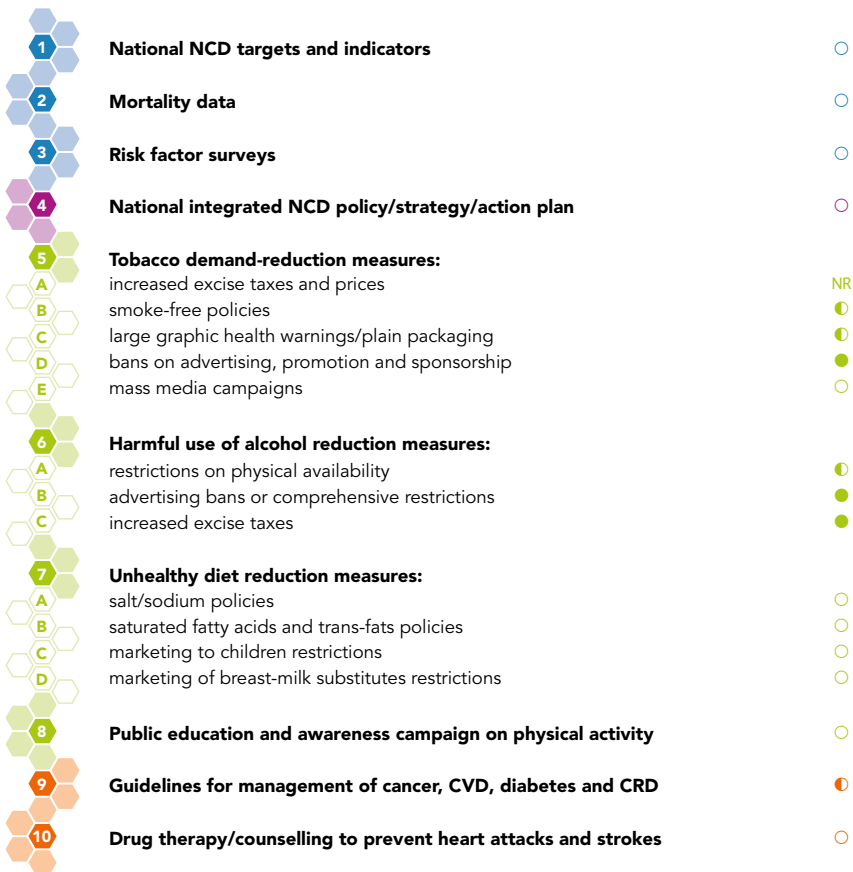 1 National NCD targets and indicators ○
2 Mortality data ○
3 Risk factor surveys ○
4 National integrated NCD policy/strategy/action plan ○
5 Tobacco demand-reduction measures:
A increased excise taxes and prices NR
B smoke-free policies ◐
C large graphic health warnings/plain packaging ◐
D bans on advertising, promotion and sponsorship ●
E mass media campaigns ○
6 Harmful use of alcohol reduction measures:
A restrictions on physical availability ◐
B advertising bans or comprehensive restrictions ●
C increased excise taxes ●
7 Unhealthy diet reduction measures:
A salt/sodium policies ○
B saturated fatty acids and trans-fats policies ○
C marketing to children restrictions ○
D marketing of breast-milk substitutes restrictions ○
8 Public education and awareness campaign on physical activity ○
9 Guidelines for management of cancer, CVD, diabetes and CRD ◐
10 Drug therapy/counselling to prevent heart attacks and strokes ○